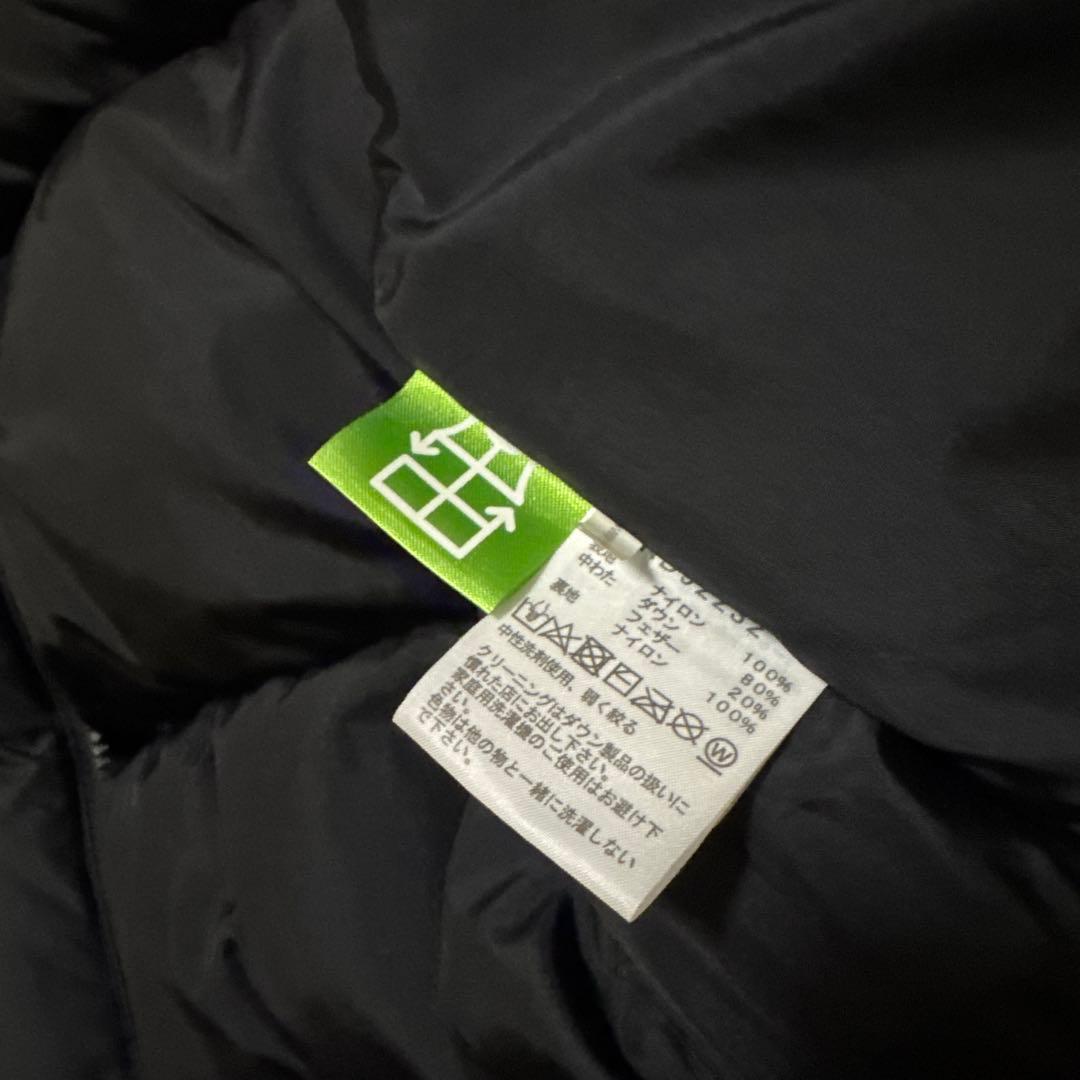 中わた ナイロン 100%
ダウン 80%
フェザー 20%
裏地 ナイロン 100%
W
中性洗剤使用、弱く絞る
クリーニングはダウン製品の扱いに
慣れた店にお出し下さい。
家庭用洗濯機のご使用はお避け下
さい。
色物は他の物と一緒に洗濯しない
で下さい。